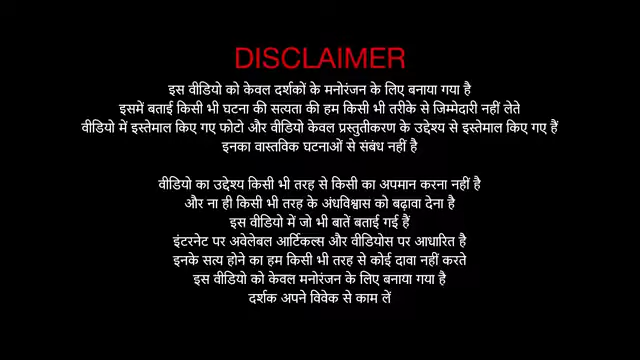 DISCLAIMER
इस वीडियो को केवल दर्शकों के मनोरंजन के लिए बनाया गया है
इसमें बताई किसी भी घटना की सत्यता की हम किसी भी तरीके से जिम्मेदारी नहीं लेते
वीडियो में इस्तेमाल किए गए फोटो और वीडियो केवल प्रस्तुतीकरण के उद्देश्य से इस्तेमाल किए गए हैं
इनका वास्तविक घटनाओं से संबंध नहीं है
वीडियो का उद्देश्य किसी भी तरह से किसी का अपमान करना नहीं है
और ना ही किसी भी तरह के अंधविश्वास को बढ़ावा देना है
इस वीडियो में जो भी बातें बताई गई हैं
इंटरनेट पर अवेलेबल आर्टिकल्स और वीडियोस पर आधारित है
इनके सत्य होने का हम किसी भी तरह से कोई दावा नहीं करते
इस वीडियो को केवल मनोरंजन के लिए बनाया गया है
दर्शक अपने विवेक से काम लें